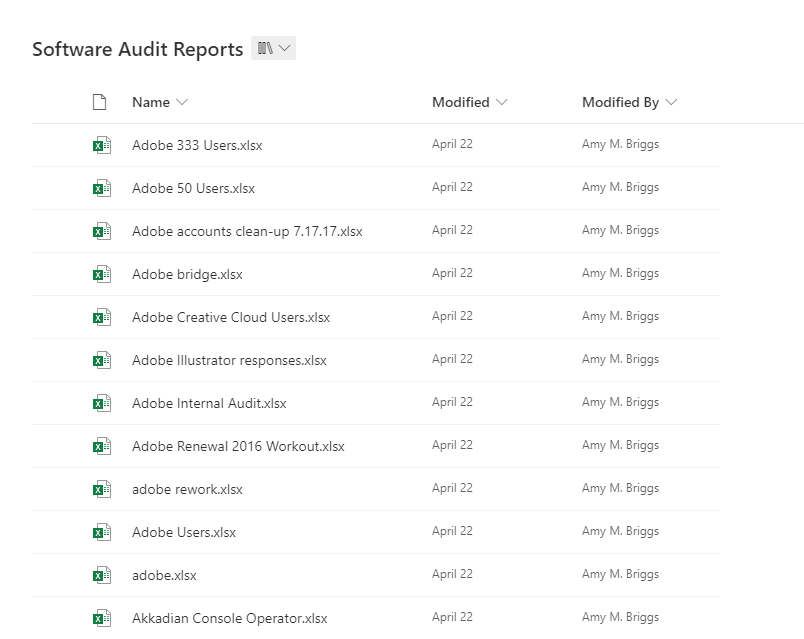 Software Audit Reports
Name Modified Modified By
Adobe 333 Users.xlsx April 22 Amy M. Briggs
Adobe 50 Users.xlsx April 22 Amy M. Briggs
Adobe accounts clean-up 7.17.17.xlsx April 22 Amy M. Briggs
Adobe bridge.xlsx April 22 Amy M. Briggs
Adobe Creative Cloud Users.xlsx April 22 Amy M. Briggs
Adobe Illustrator responses.xlsx April 22 Amy M. Briggs
Adobe Internal Audit.xlsx April 22 Amy M. Briggs
Adobe Renewal 2016 Workout.xlsx April 22 Amy M. Briggs
adobe rework.xlsx April 22 Amy M. Briggs
Adobe Users.xlsx April 22 Amy M. Briggs
adobe.xlsx April 22 Amy M. Briggs
Akkadian Console Operator.xlsx April 22 Amy M. Briggs